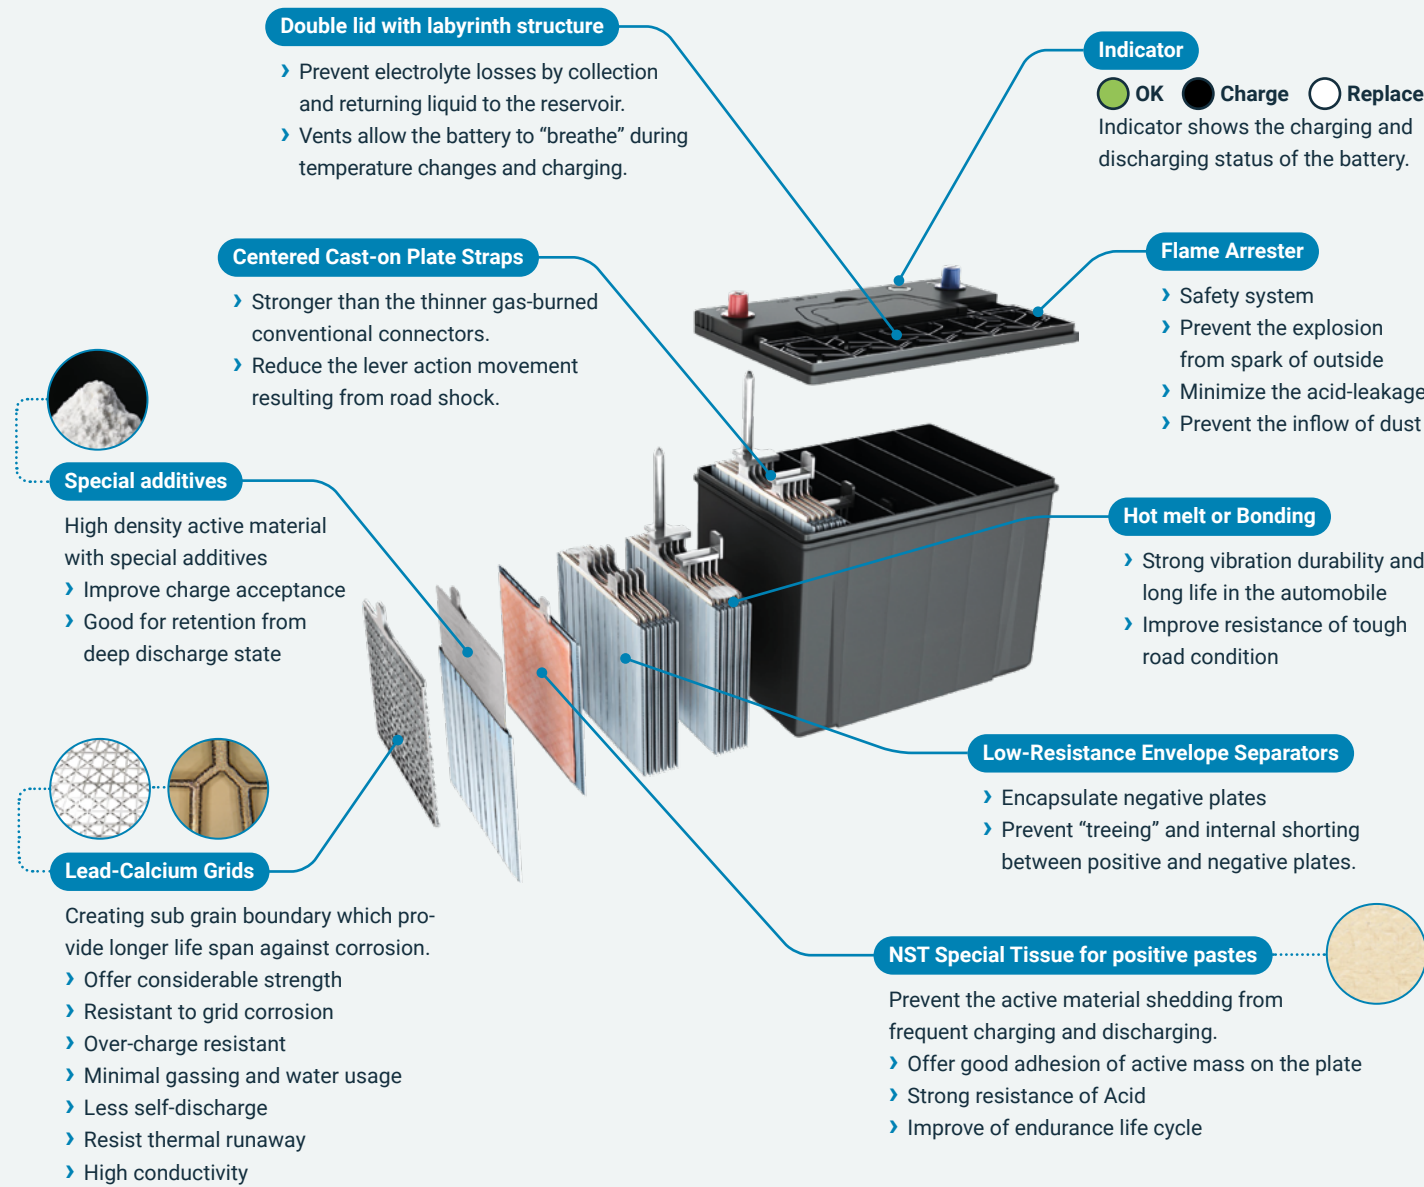 Double lid with labyrinth structure
› Prevent electrolyte losses by collection
and returning liquid to the reservoir.
› Vents allow the battery to “breathe” during
temperature changes and charging.
Indicator
OK Charge Replace
Indicator shows the charging and
discharging status of the battery.
Centered Cast-on Plate Straps
› Stronger than the thinner gas-burned
conventional connectors.
› Reduce the lever action movement
resulting from road shock.
Flame Arrester
› Safety system
› Prevent the explosion
from spark of outside
› Minimize the acid-leakage
› Prevent the inflow of dust
Special additives
High density active material
with special additives
› Improve charge acceptance
› Good for retention from
deep discharge state
Hot melt or Bonding
› Strong vibration durability and
long life in the automobile
› Improve resistance of tough
road condition
Low-Resistance Envelope Separators
› Encapsulate negative plates
› Prevent “treeing” and internal shorting
between positive and negative plates.
Lead-Calcium Grids
Creating sub grain boundary which pro-
vide longer life span against corrosion.
› Offer considerable strength
› Resistant to grid corrosion
› Over-charge resistant
› Minimal gassing and water usage
› Less self-discharge
› Resist thermal runaway
› High conductivity
NST Special Tissue for positive pastes
Prevent the active material shedding from
frequent charging and discharging.
› Offer good adhesion of active mass on the plate
› Strong resistance of Acid
› Improve of endurance life cycle